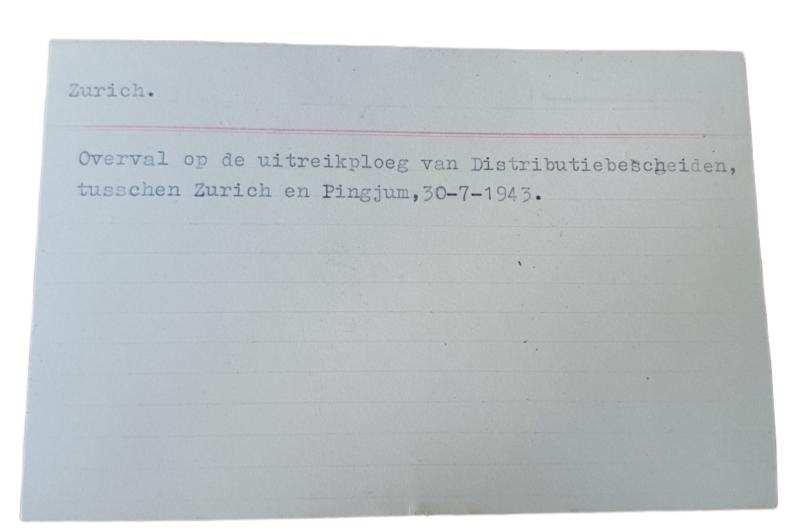 Zurich.
Overval op de uitreikploeg van Distributiebescheiden,
tusschen Zurich en Pingjum,30-7-1943.